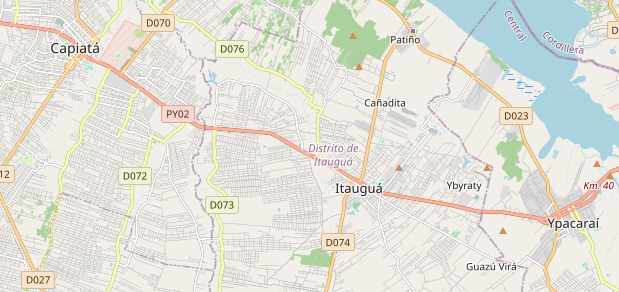 D070
Capiatá
D076
Patiño
Central
Cordillera
Cañadita
PY02
D023
Distrito de
Itauguá
D072
12
Itauguá
Ybyraty
Km. 40
D073
Ypacaraí
D074
Guazú Virá
D027